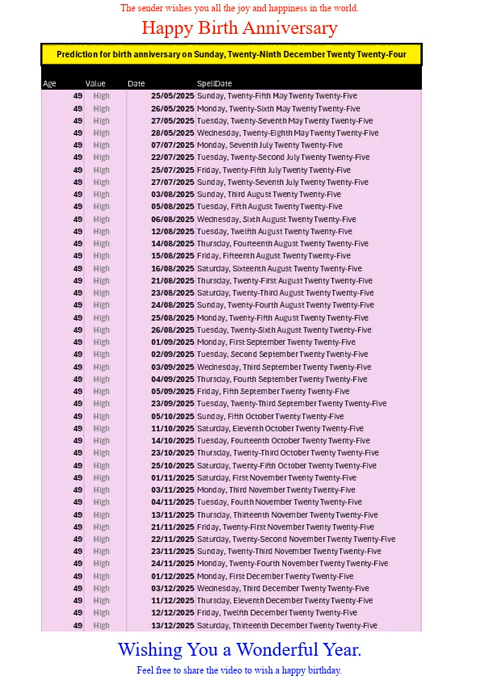 The sender wishes you all the joy and happiness in the world.
Happy Birth Anniversary
Prediction for birth anniversary on Sunday, Twenty-Ninth December Twenty Twenty-Four
Age Value Date SpellDate
49 High 25/05/2025 Sunday, Twenty-Fifth May Twenty Twenty-Five
49 High 26/05/2025 Monday, Twenty-Sixth May Twenty Twenty-Five
49 High 27/05/2025 Tuesday, Twenty-Seventh May Twenty Twenty-Five
49 High 28/05/2025 Wednesday, Twenty-Eighth May Twenty Twenty-Five
49 High 07/07/2025 Monday, Seventh July Twenty Twenty-Five
49 High 22/07/2025 Tuesday, Twenty-Second July Twenty Twenty-Five
49 High 25/07/2025 Friday, Twenty-Fifth July Twenty Twenty-Five
49 High 27/07/2025 Sunday, Twenty-Seventh July Twenty Twenty-Five
49 High 03/08/2025 Sunday, Third August Twenty Twenty-Five
49 High 05/08/2025 Tuesday, Fifth August Twenty Twenty-Five
49 High 06/08/2025 Wednesday, Sixth August Twenty Twenty-Five
49 High 12/08/2025 Tuesday, Twelfth August Twenty Twenty-Five
49 High 14/08/2025 Thursday, Fourteenth August Twenty Twenty-Five
49 High 15/08/2025 Friday, Fifteenth August Twenty Twenty-Five
49 High 16/08/2025 Saturday, Sixteenth August Twenty Twenty-Five
49 High 21/08/2025 Thursday, Twenty-First August Twenty Twenty-Five
49 High 23/08/2025 Saturday, Twenty-Third August Twenty Twenty-Five
49 High 24/08/2025 Sunday, Twenty-Fourth August Twenty Twenty-Five
49 High 25/08/2025 Monday, Twenty-Fifth August Twenty Twenty-Five
49 High 26/08/2025 Tuesday, Twenty-Sixth August Twenty Twenty-Five
49 High 01/09/2025 Monday, First September Twenty Twenty-Five
49 High 02/09/2025 Tuesday, Second September Twenty Twenty-Five
49 High 03/09/2025 Wednesday, Third September Twenty Twenty-Five
49 High 04/09/2025 Thursday, Fourth September Twenty Twenty-Five
49 High 05/09/2025 Friday, Fifth September Twenty Twenty-Five
49 High 23/09/2025 Tuesday, Twenty-Third September Twenty Twenty-Five
49 High 05/10/2025 Sunday, Fifth October Twenty Twenty-Five
49 High 11/10/2025 Saturday, Eleventh October Twenty Twenty-Five
49 High 14/10/2025 Tuesday, Fourteenth October Twenty Twenty-Five
49 High 23/10/2025 Thursday, Twenty-Third October Twenty Twenty-Five
49 High 25/10/2025 Saturday, Twenty-Fifth October Twenty Twenty-Five
49 High 01/11/2025 Saturday, First November Twenty Twenty-Five
49 High 03/11/2025 Monday, Third November Twenty Twenty-Five
49 High 04/11/2025 Tuesday, Fourth November Twenty Twenty-Five
49 High 13/11/2025 Thursday, Thirteenth November Twenty Twenty-Five
49 High 21/11/2025 Friday, Twenty-First November Twenty Twenty-Five
49 High 22/11/2025 Saturday, Twenty-Second November Twenty Twenty-Five
49 High 23/11/2025 Sunday, Twenty-Third November Twenty Twenty-Five
49 High 24/11/2025 Monday, Twenty-Fourth November Twenty Twenty-Five
49 High 01/12/2025 Monday, First December Twenty Twenty-Five
49 High 03/12/2025 Wednesday, Third December Twenty Twenty-Five
49 High 11/12/2025 Thursday, Eleventh December Twenty Twenty-Five
49 High 12/12/2025 Friday, Twelfth December Twenty Twenty-Five
49 High 13/12/2025 Saturday, Thirteenth December Twenty Twenty-Five
Wishing You a Wonderful Year.
Feel free to share the video to wish a happy birthday.